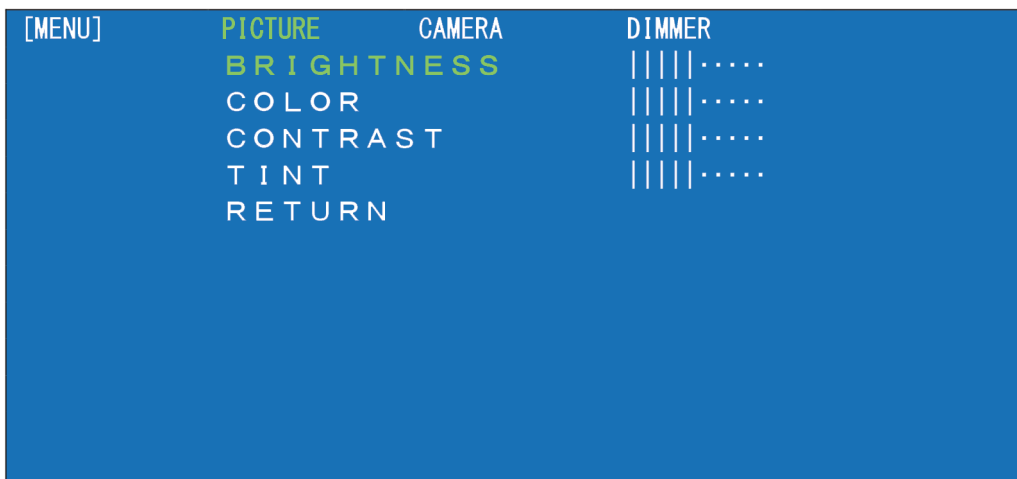 [MENU] PICTURE CAMERA DIMMER
BRIGHTNESS |||||·····
COLOR |||||·····
CONTRAST |||||·····
TINT |||||·····
RETURN